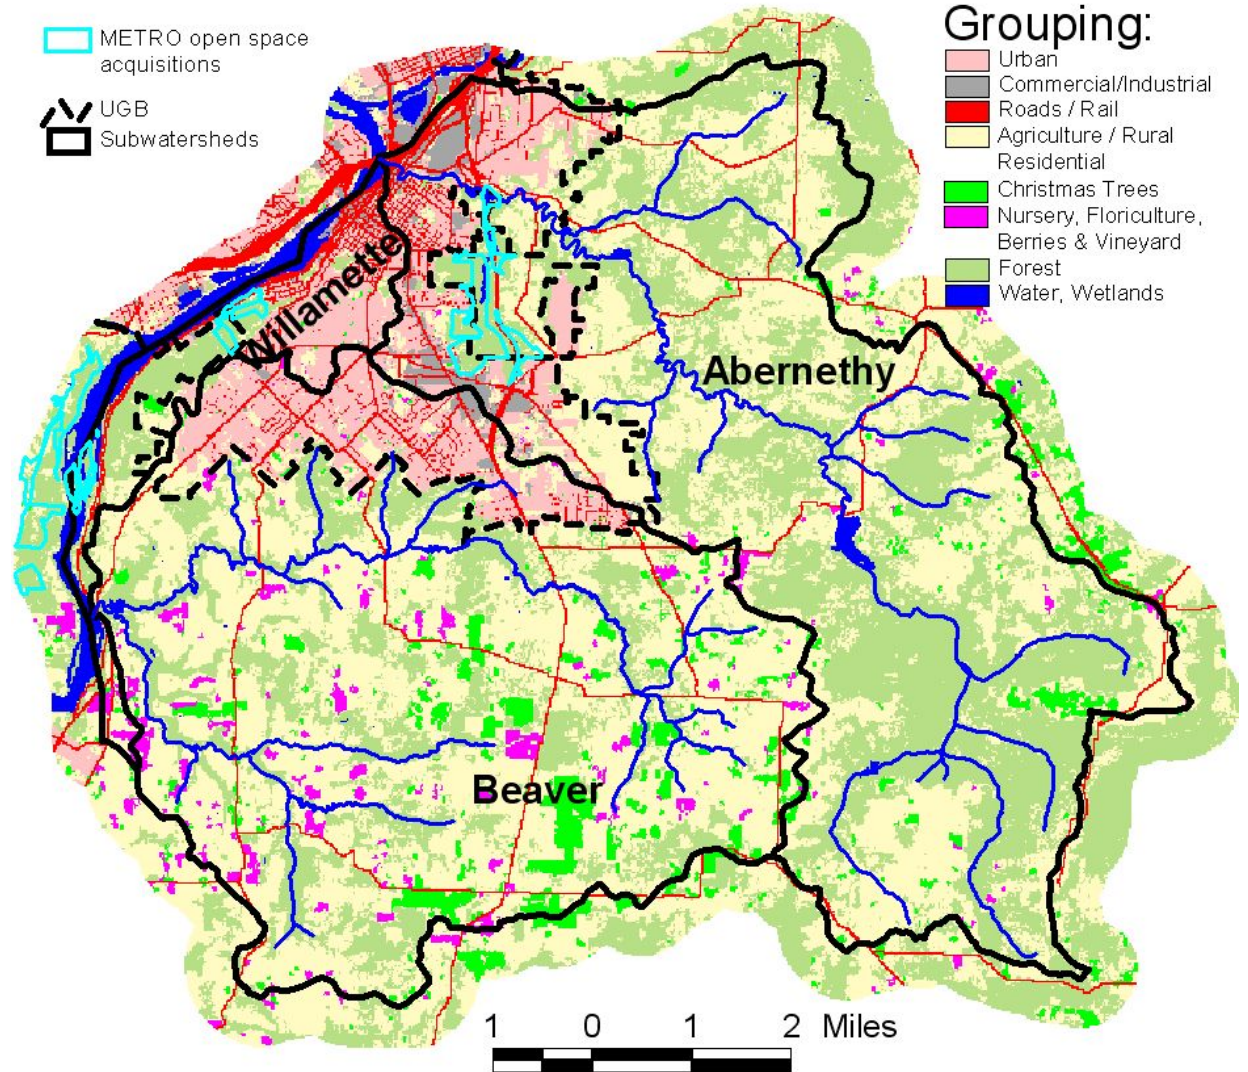 METRO open space
acquisitions
UGB
Subwatersheds
Grouping:
Urban
Commercial/Industrial
Roads / Rail
Agriculture / Rural
Residential
Christmas Trees
Nursery, Floriculture,
Berries & Vineyard
Forest
Water, Wetlands
Willamette
Abernethy
Beaver
1 0 1 2 Miles